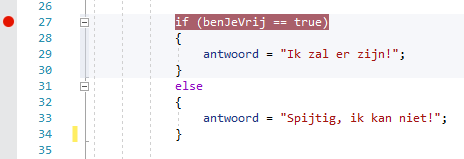 26
27 if (benJeVrij == true)
28 {
29 antwoord = "Ik zal er zijn!";
30 }
31 else
32 {
33 antwoord = "Spijtig, ik kan niet!";
34 }
35